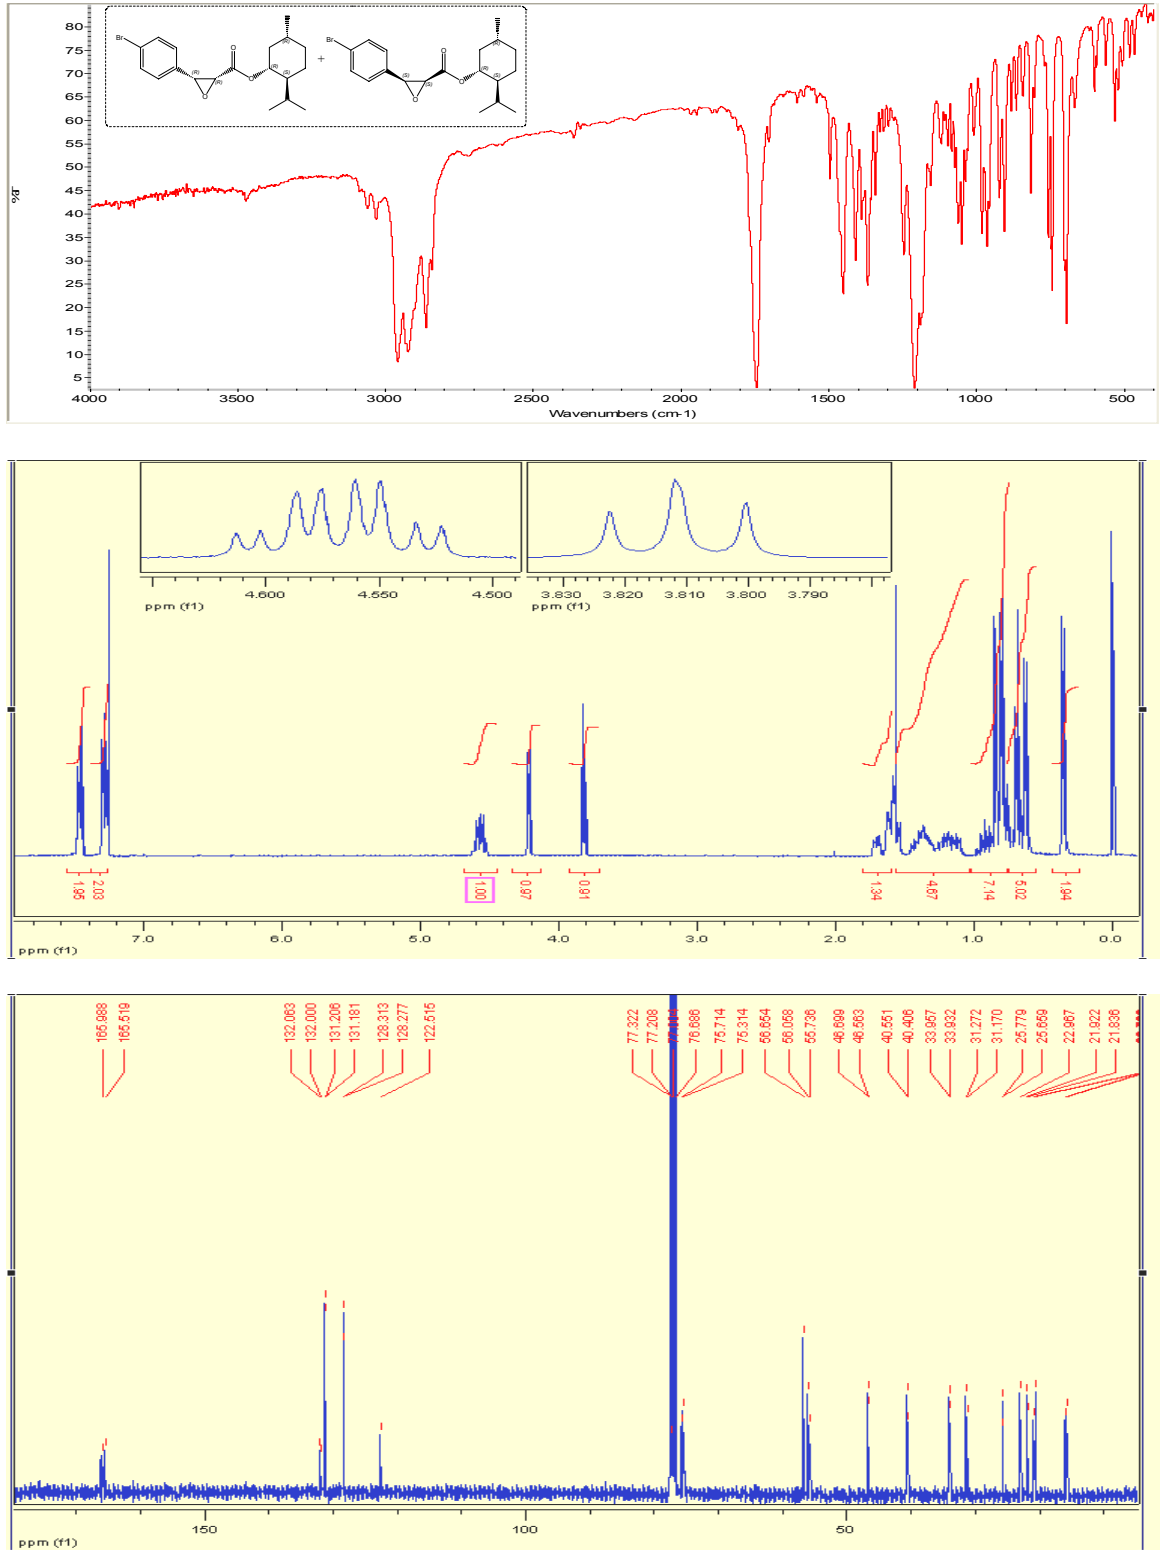 80
75
70
65
60
55
50
45
40
35
30
25
20
15
10
5
%T
Br
(R)
(R)
O
O
O
(R)
(R)
(S)
+
Br
(S)
(S)
O
O
O
(R)
(R)
(S)
4000 3500 3000 2500 2000 1500 1000 500
Wavenumbers (cm-1)
4.600 4.550 4.500
ppm (f1)
3.830 3.820 3.810 3.800 3.790
ppm (f1)
1.95 2.03 1.00 0.97 0.91 1.34 4.67 7.14 5.02 1.94
7.0 6.0 5.0 4.0 3.0 2.0 1.0 0.0
ppm (f1)
165.988
165.519
132.063
132.000
131.206
131.181
128.313
128.277
122.515
77.322
77.208
76.686
75.714
75.314
56.654
56.058
55.736
46.699
46.563
40.551
40.406
33.957
33.932
31.272
31.170
25.779
25.659
22.967
21.922
21.836
150 100 50
ppm (f1)